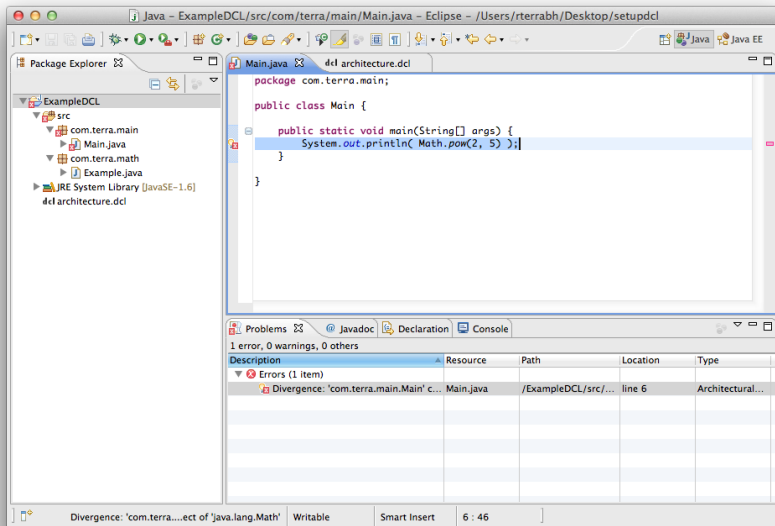 Java – ExampleDCL/src/com/terra/main/Main.java – Eclipse – /Users/rterrabh/Desktop/setupdcl
Java
Java EE
Package Explorer
ExampleDCL
src
com.terra.main
Main.java
com.terra.math
Example.java
JRE System Library [JavaSE-1.6]
dcl architecture.dcl
Main.java
dcl architecture.dcl
package com.terra.main;
public class Main {
public static void main(String[] args) {
System.out.println( Math.pow(2, 5) );
}
}
Problems
@ Javadoc
Declaration
Console
1 error, 0 warnings, 0 others
Description Resource Path Location Type
Errors (1 item)
Divergence: 'com.terra.main.Main' c... Main.java /ExampleDCL/src/... line 6 Architectural...
Divergence: 'com.terra....ect of 'java.lang.Math' Writable Smart Insert 6 : 46